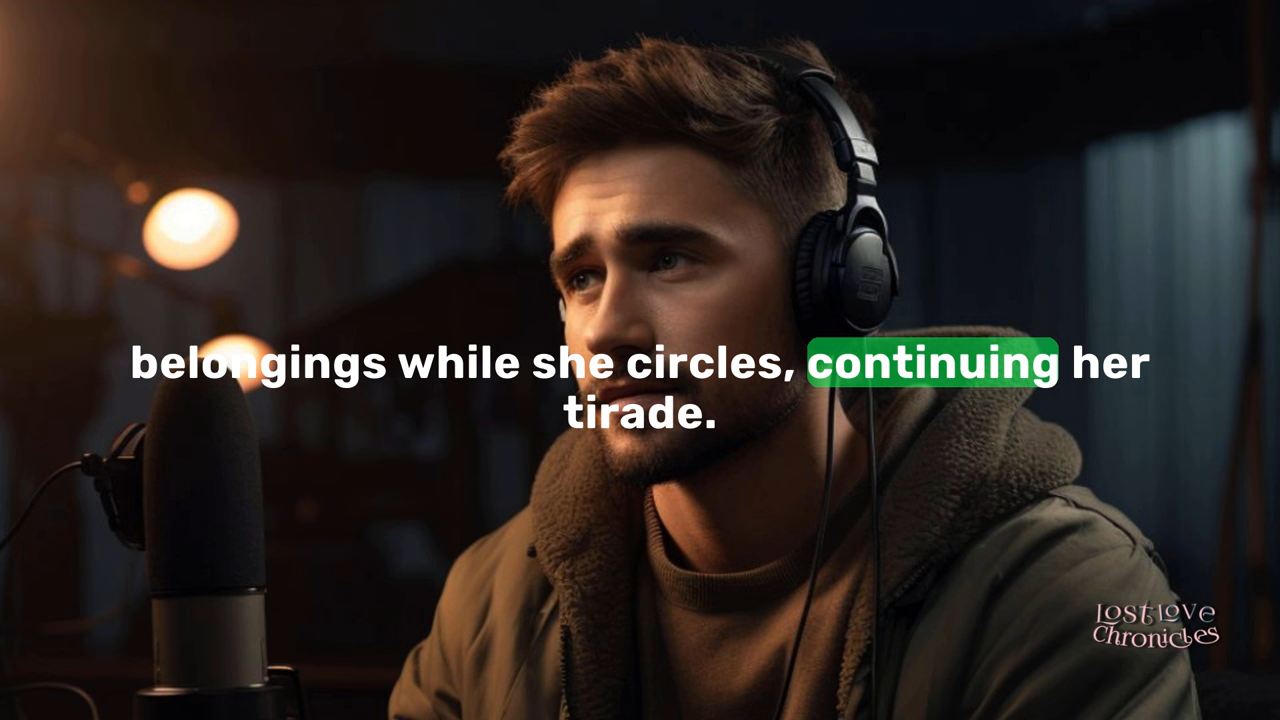 belongings while she circles, continuing her
tirade.
Lost Love
Chronicles